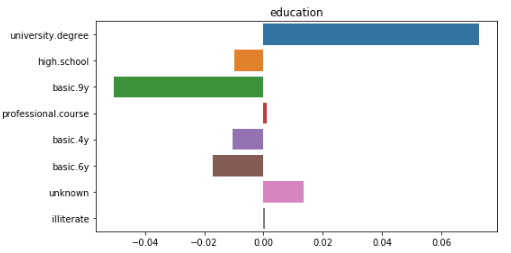 education
university.degree
high.school
basic.9y
professional.course
basic.4y
basic.6y
unknown
illiterate
−0.04 −0.02 0.00 0.02 0.04 0.06